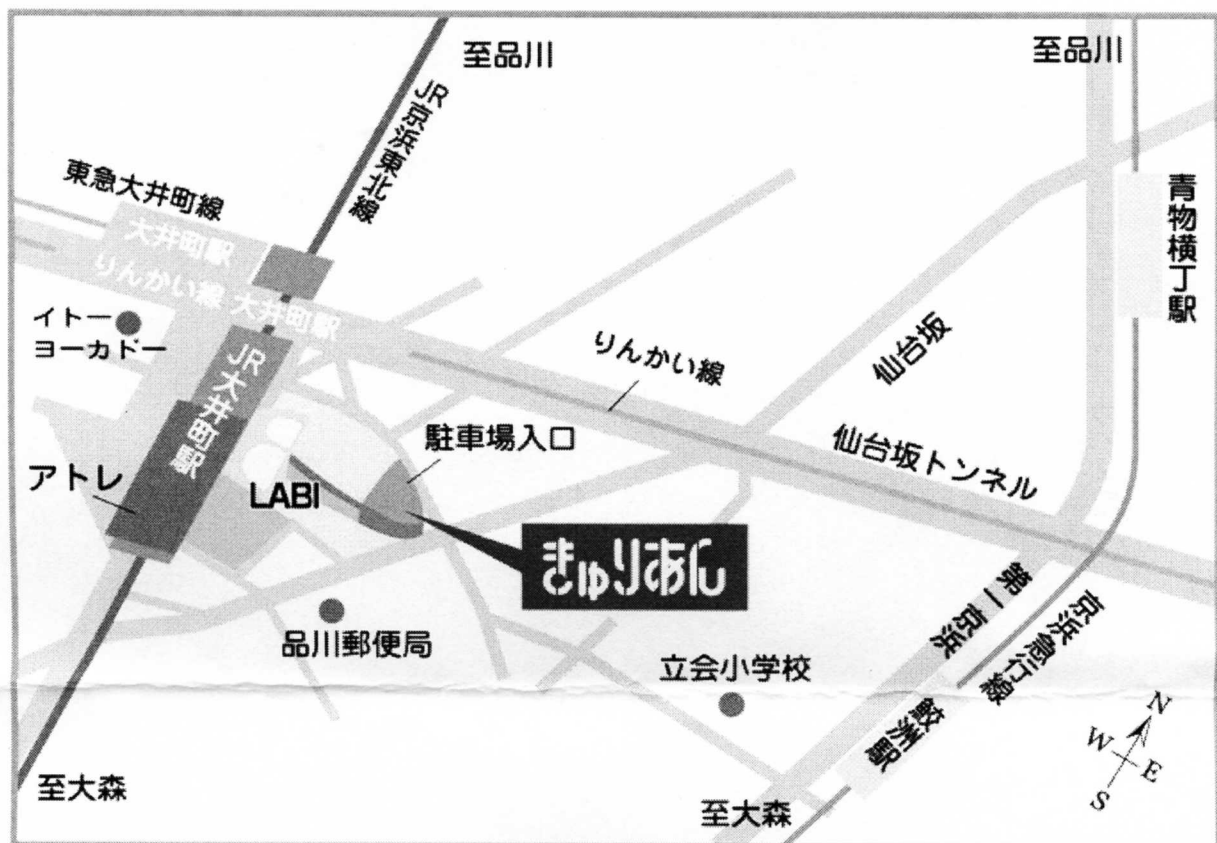 至品川
至品川
JR京浜東北線
東急大井町線
大井町駅
りんかい線 大井町駅
青物横丁駅
イトー
ヨーカドー
JR大井町駅
りんかい線
仙台坂
駐車場入口
仙台坂トンネル
アトレ
LABI
きゅりあん
第一京浜
京浜急行線
品川郵便局
立会小学校
鮫洲駅
至大森
至大森
N
W
E
S